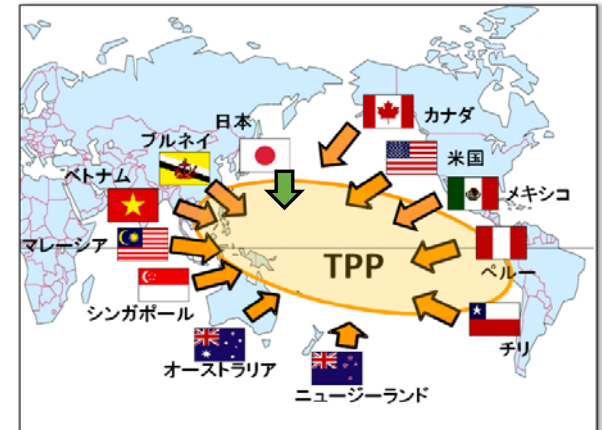 日本
カナダ
ブルネイ
米国
ベトナム
メキシコ
マレーシア
TPP
ペルー
シンガポール
チリ
オーストラリア
ニュージーランド